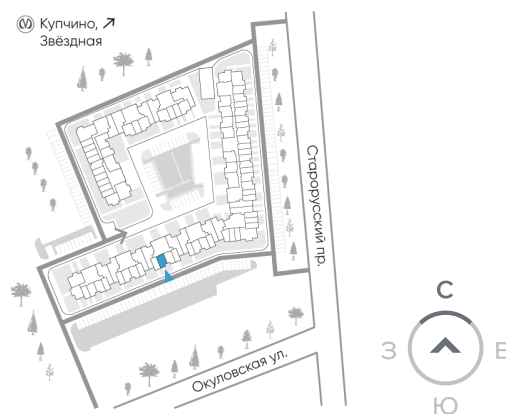 Купчино, ↗
Звёздная
Старорусский пр.
Окуловская ул.
С
З
В
Ю